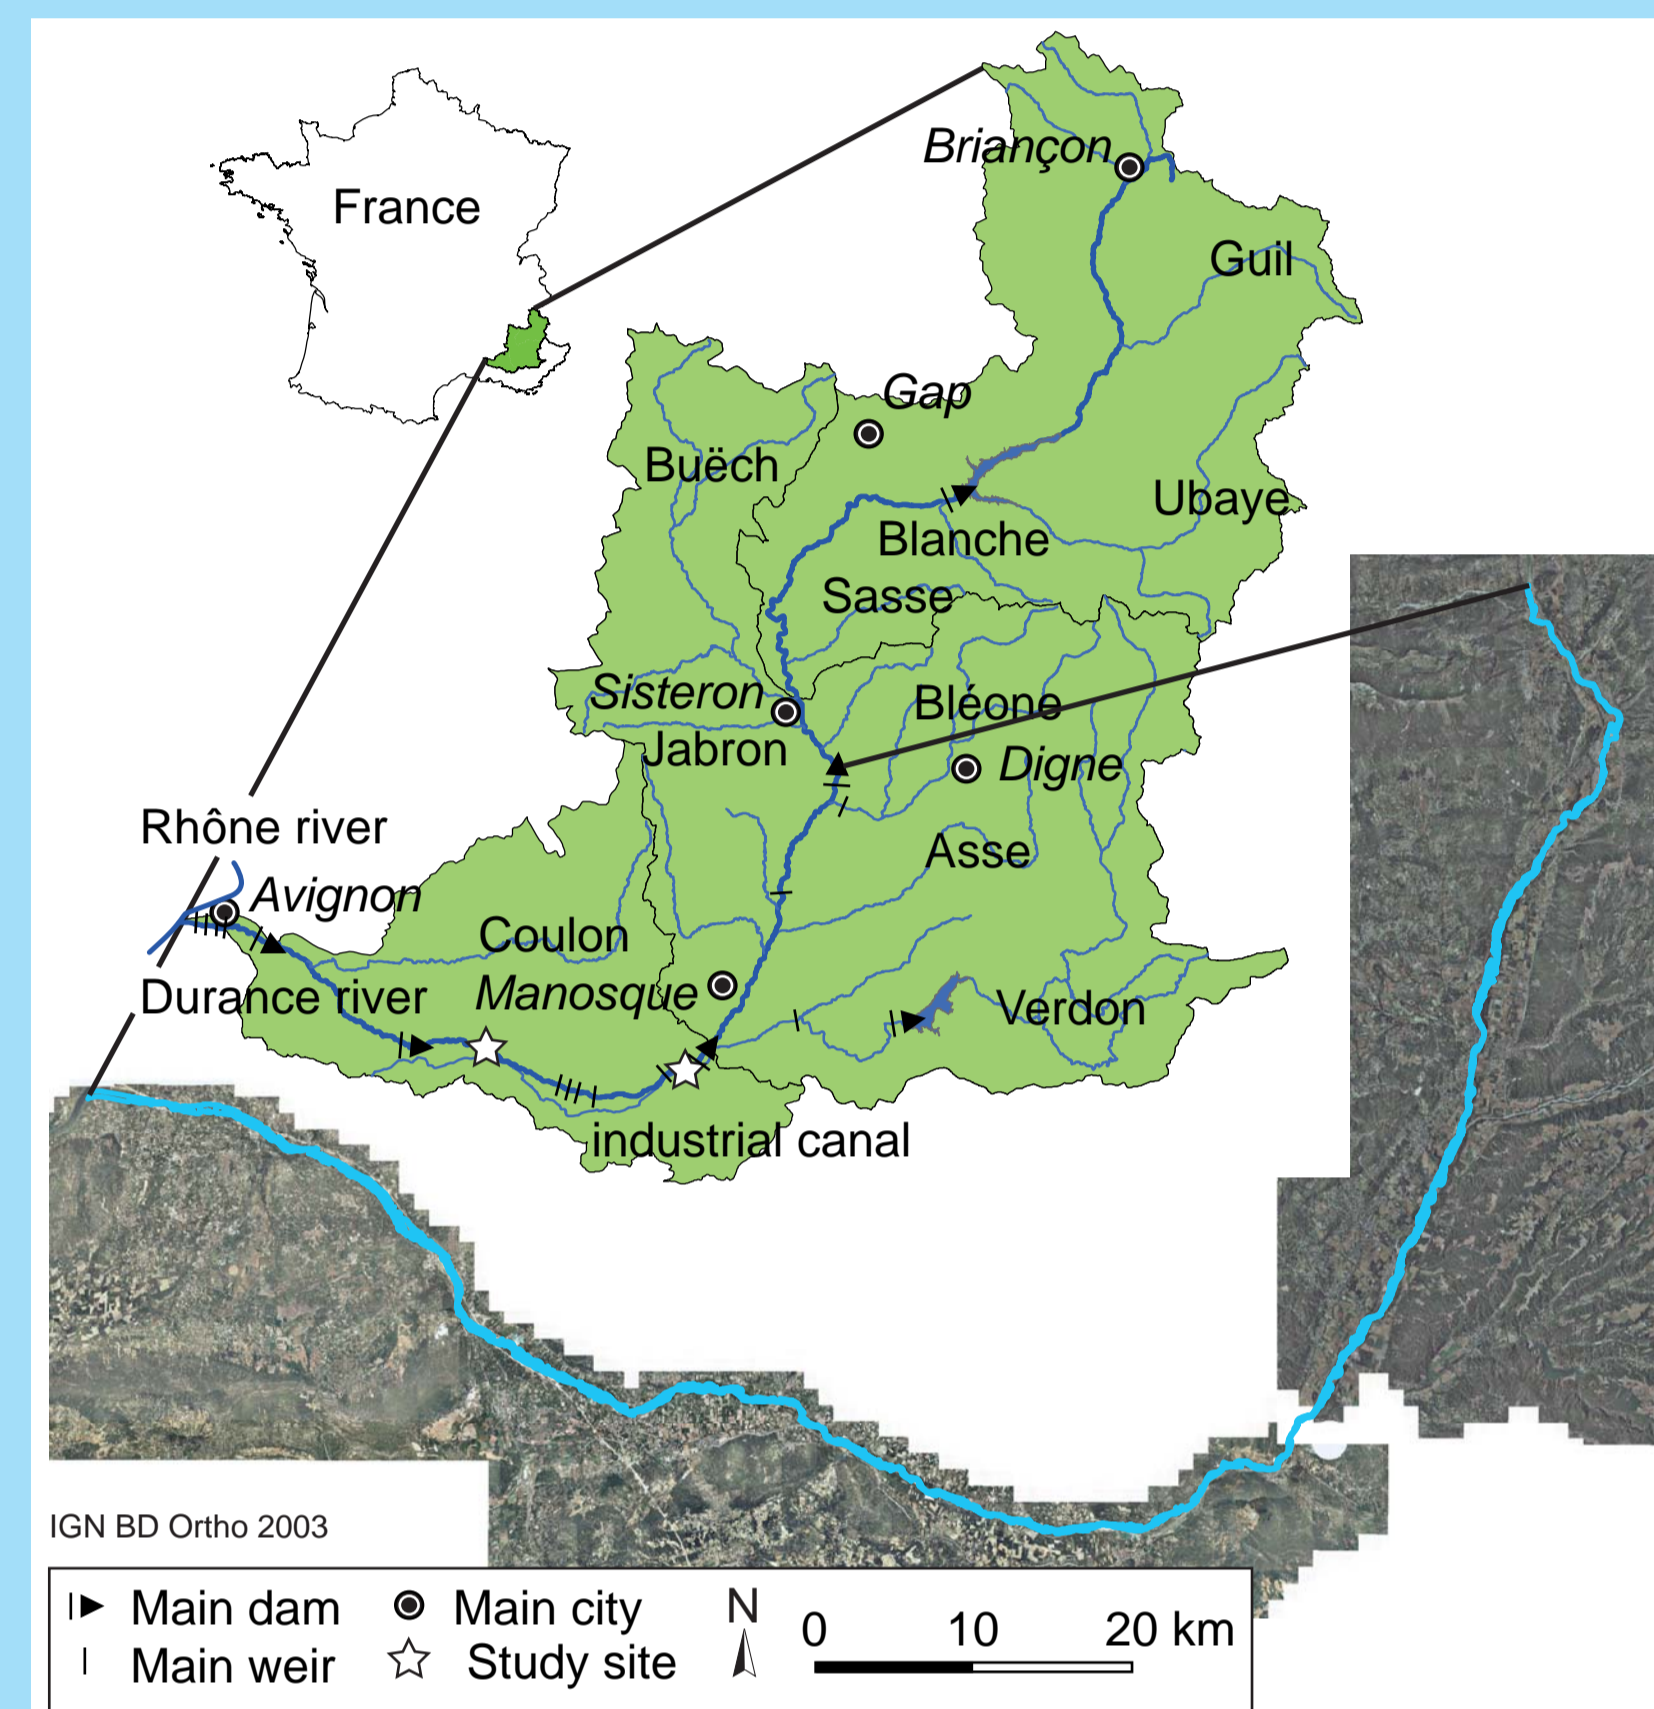 Briançon
France
Guil
Gap
Buëch
Ubaye
Blanche
Sasse
Sisteron
Bléone
Jabron
Digne
Rhône river
Asse
Avignon
Coulon
Manosque
Durance river
Verdon
industrial canal
IGN BD Ortho 2003
Main dam
Main city
N
0 10 20 km
Main weir
Study site